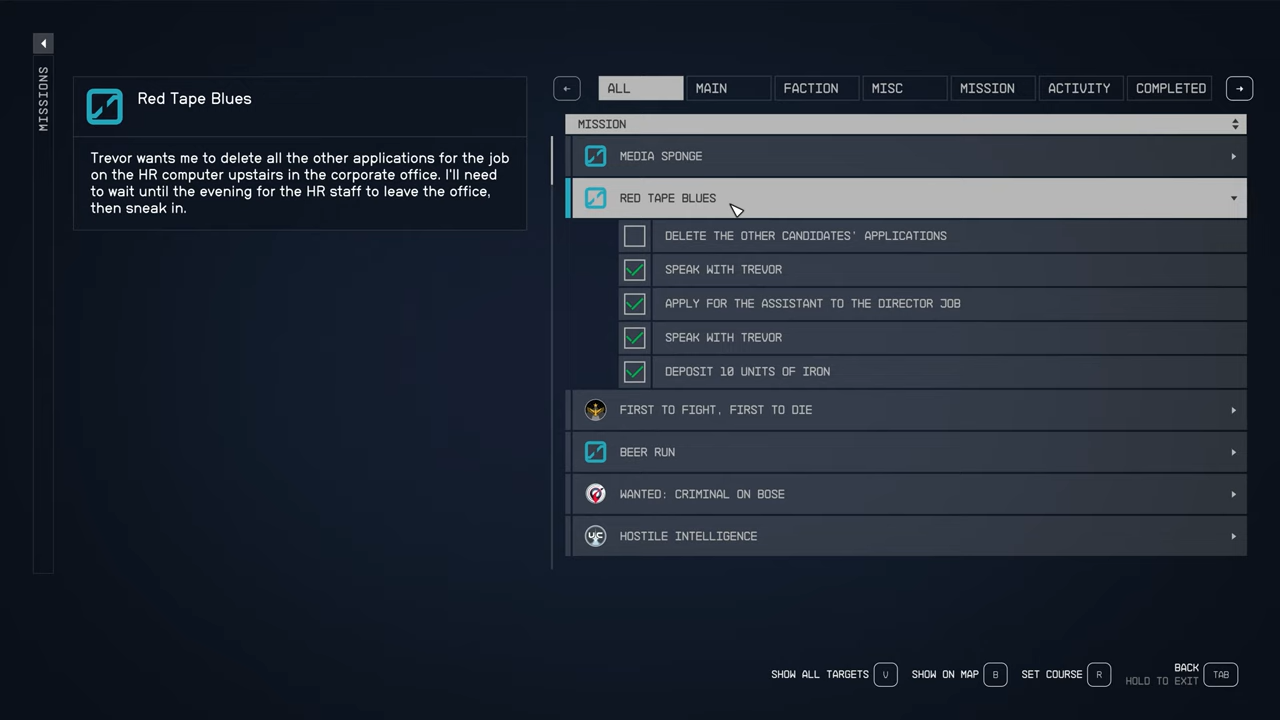 MISSIONS
Red Tape Blues
Trevor wants me to delete all the other applications for the job
on the HR computer upstairs in the corporate office. I'll need
to wait until the evening for the HR staff to leave the office,
then sneak in.
ALL MAIN FACTION MISC MISSION ACTIVITY COMPLETED
MISSION
MEDIA SPONGE
RED TAPE BLUES
DELETE THE OTHER CANDIDATES' APPLICATIONS
SPEAK WITH TREVOR
APPLY FOR THE ASSISTANT TO THE DIRECTOR JOB
SPEAK WITH TREVOR
DEPOSIT 10 UNITS OF IRON
FIRST TO FIGHT, FIRST TO DIE
BEER RUN
WANTED: CRIMINAL ON BOSE
UC HOSTILE INTELLIGENCE
SHOW ALL TARGETS V SHOW ON MAP B SET COURSE R BACK TAB
HOLD TO EXIT